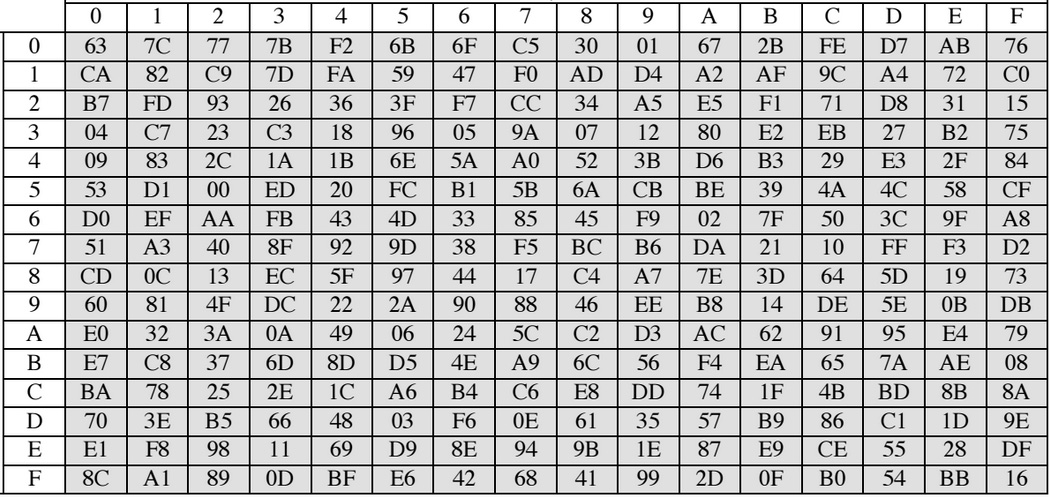 0 1 2 3 4 5 6 7 8 9 A B C D E F
0 63 7C 77 7B F2 6B 6F C5 30 01 67 2B FE D7 AB 76
1 CA 82 C9 7D FA 59 47 F0 AD D4 A2 AF 9C A4 72 C0
2 B7 FD 93 26 36 3F F7 CC 34 A5 E5 F1 71 D8 31 15
3 04 C7 23 C3 18 96 05 9A 07 12 80 E2 EB 27 B2 75
4 09 83 2C 1A 1B 6E 5A A0 52 3B D6 B3 29 E3 2F 84
5 53 D1 00 ED 20 FC B1 5B 6A CB BE 39 4A 4C 58 CF
6 D0 EF AA FB 43 4D 33 85 45 F9 02 7F 50 3C 9F A8
7 51 A3 40 8F 92 9D 38 F5 BC B6 DA 21 10 FF F3 D2
8 CD 0C 13 EC 5F 97 44 17 C4 A7 7E 3D 64 5D 19 73
9 60 81 4F DC 22 2A 90 88 46 EE B8 14 DE 5E 0B DB
A E0 32 3A 0A 49 06 24 5C C2 D3 AC 62 91 95 E4 79
B E7 C8 37 6D 8D D5 4E A9 6C 56 F4 EA 65 7A AE 08
C BA 78 25 2E 1C A6 B4 C6 E8 DD 74 1F 4B BD 8B 8A
D 70 3E B5 66 48 03 F6 0E 61 35 57 B9 86 C1 1D 9E
E E1 F8 98 11 69 D9 8E 94 9B 1E 87 E9 CE 55 28 DF
F 8C A1 89 0D BF E6 42 68 41 99 2D 0F B0 54 BB 16